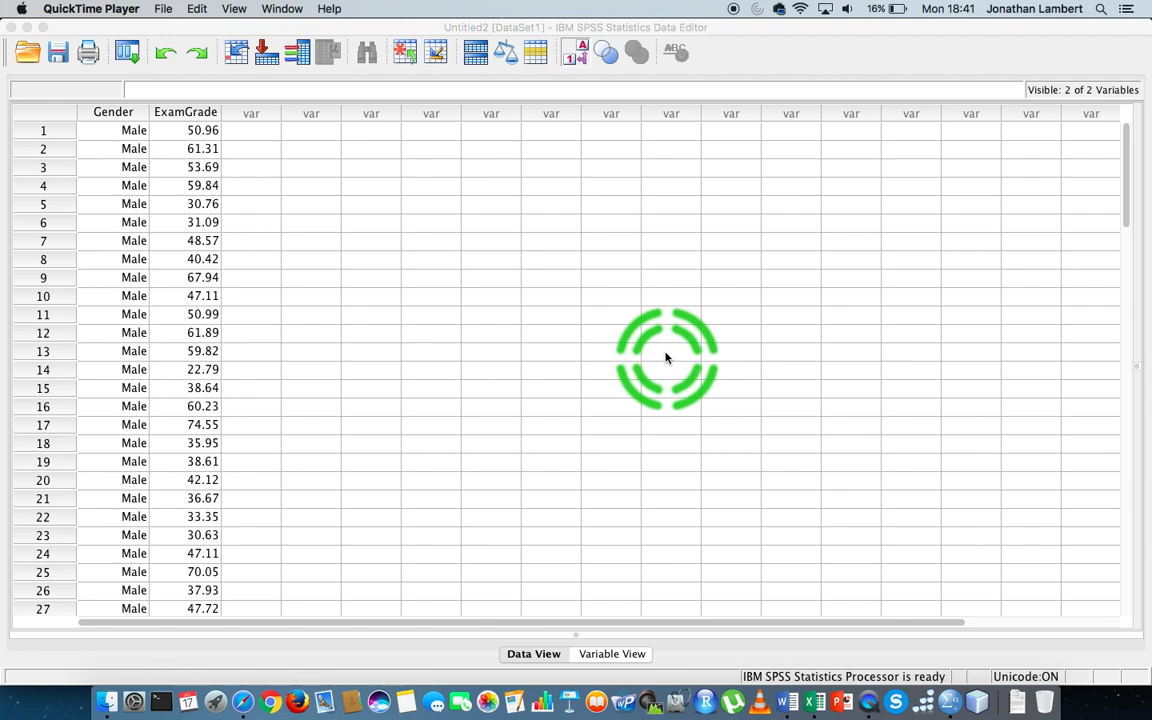 QuickTime Player File Edit View Window Help 16% Mon 18:41 Jonathan Lambert
Untitled2 [DataSet1] - IBM SPSS Statistics Data Editor
A
1
ABC
Visible: 2 of 2 Variables
Gender ExamGrade var var var var var var var var var var var var var var var
1 Male 50.96
2 Male 61.31
3 Male 53.69
4 Male 59.84
5 Male 30.76
6 Male 31.09
7 Male 48.57
8 Male 40.42
9 Male 67.94
10 Male 47.11
11 Male 50.99
12 Male 61.89
13 Male 59.82
14 Male 22.79
15 Male 38.64
16 Male 60.23
17 Male 74.55
18 Male 35.95
19 Male 38.61
20 Male 42.12
21 Male 36.67
22 Male 33.35
23 Male 30.63
24 Male 47.11
25 Male 70.05
26 Male 37.93
27 Male 47.72
Data View Variable View
IBM SPSS Statistics Processor is ready Unicode:ON
17 WP R W X P S Σ